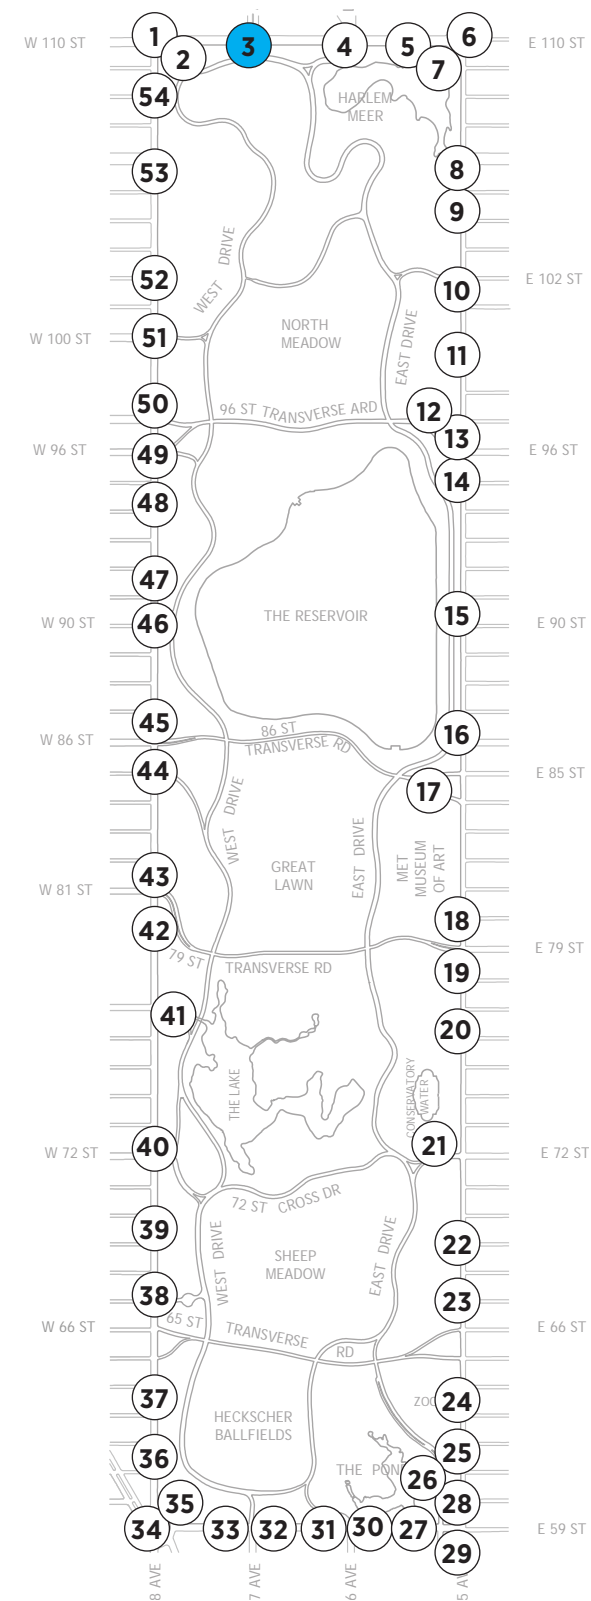 1
2
3
4
5
6
7
W 110 ST
E 110 ST
54
HARLEM
MEER
53
8
9
WEST DRIVE
52
10
E 102 ST
W 100 ST
51
NORTH
MEADOW
EAST DRIVE
11
50
96 ST TRANSVERSE ARD
12
13
W 96 ST
49
E 96 ST
14
48
47
W 90 ST
46
THE RESERVOIR
15
E 90 ST
45
W 86 ST
86 ST
TRANSVERSE RD
16
44
17
E 85 ST
WEST DRIVE
EAST DRIVE
MET
MUSEUM
OF ART
GREAT
LAWN
43
W 81 ST
42
18
79 ST
TRANSVERSE RD
E 79 ST
19
41
20
THE LAKE
CONSERVATORY
WATER
W 72 ST
40
21
E 72 ST
72 ST CROSS DR
39
WEST DRIVE
SHEEP
MEADOW
EAST DRIVE
22
38
23
W 66 ST
65 ST
TRANSVERSE
RD
E 66 ST
37
HECKSCHER
BALLFIELDS
ZOO
24
36
THE POND
25
26
35
28
34
33
32
31
30
27
E 59 ST
29
8 AVE
7 AVE
6 AVE
5 AV